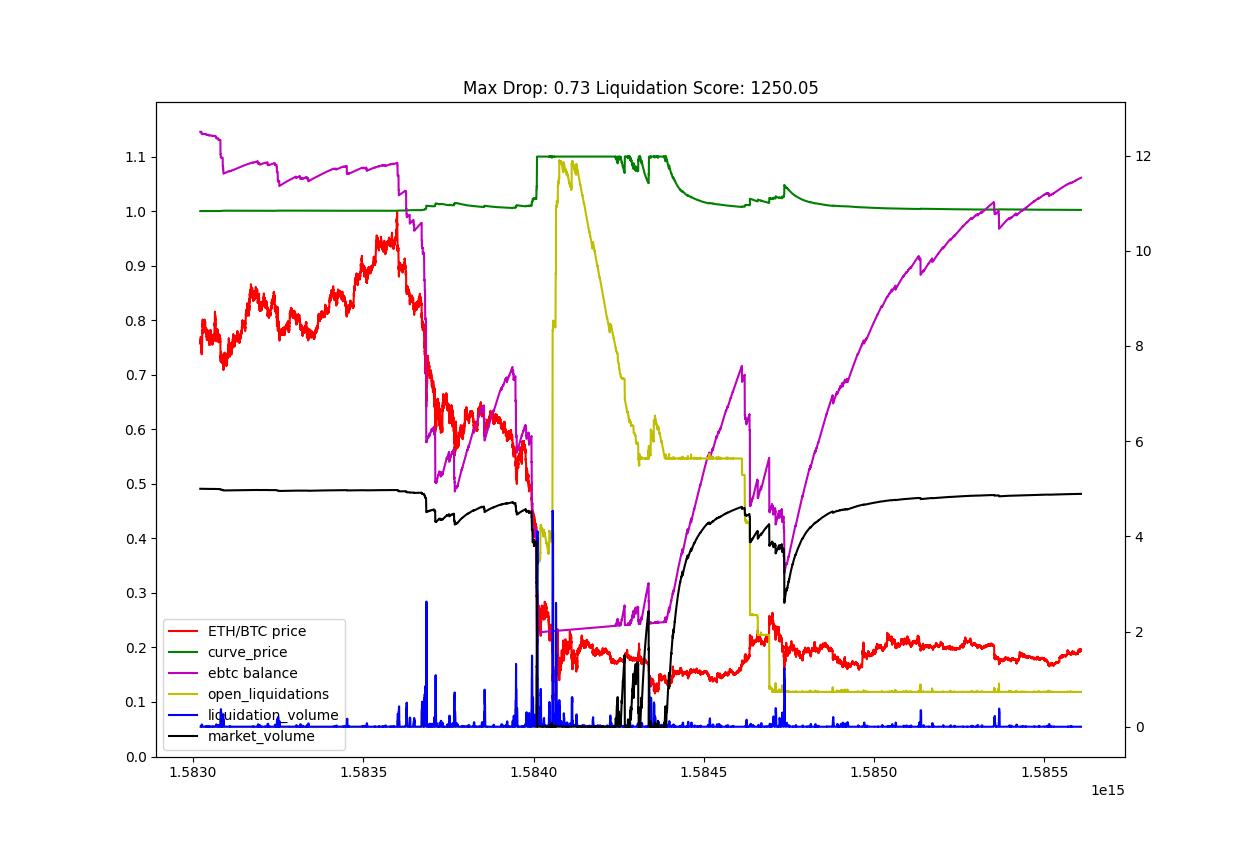 Max Drop: 0.73 Liquidation Score: 1250.05
1.1
1.0
0.9
0.8
0.7
0.6
0.5
0.4
0.3
0.2
0.1
0.0
12
10
8
6
4
2
0
ETH/BTC price
curve_price
ebtc balance
open_liquidations
liquidation_volume
market_volume
1.5830 1.5835 1.5840 1.5845 1.5850 1.5855
1e15